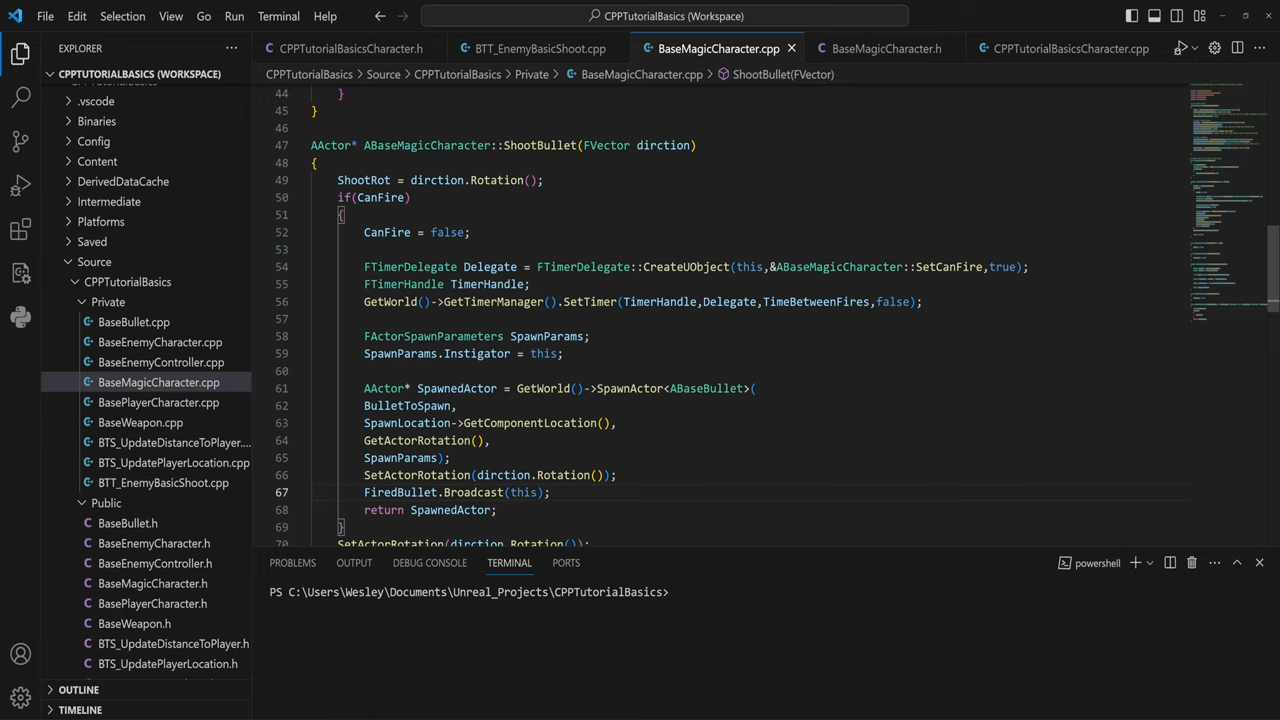 File Edit Selection View Go Run Terminal Help CPPTutorialBasics (Workspace)
EXPLORER
CPPTUTORIALBASICS (WORKSPACE)
.vscode
Binaries
Config
Content
DerivedDataCache
Intermediate
Platforms
Saved
Source
CPPTutorialBasics
Private
BaseBullet.cpp
BaseEnemyCharacter.cpp
BaseEnemyController.cpp
BaseMagicCharacter.cpp
BasePlayerCharacter.cpp
BaseWeapon.cpp
BTS_UpdateDistanceToPlayer....
BTS_UpdatePlayerLocation.cpp
BTT_EnemyBasicShoot.cpp
Public
BaseBullet.h
BaseEnemyCharacter.h
BaseEnemyController.h
BaseMagicCharacter.h
BasePlayerCharacter.h
BaseWeapon.h
BTS_UpdateDistanceToPlayer.h
BTS_UpdatePlayerLocation.h
OUTLINE
TIMELINE
CPPTutorialBasicsCharacter.h BTT_EnemyBasicShoot.cpp BaseMagicCharacter.cpp BaseMagicCharacter.h CPPTutorialBasicsCharacter.cpp
CPPTutorialBasics > Source > CPPTutorialBasics > Private > BaseMagicCharacter.cpp > ShootBullet(FVector)
44 }
45 }
46
47 AActor* ABaseMagicCharacter::ShootBullet(FVector dirction)
48 {
49 ShootRot = dirction.Rotation();
50 if(CanFire)
51 {
52 CanFire = false;
53
54 FTimerDelegate Delegate = FTimerDelegate::CreateUObject(this,&ABaseMagicCharacter::SetCanFire,true);
55 FTimerHandle TimerHandle;
56 GetWorld()->GetTimerManager().SetTimer(TimerHandle,Delegate,TimeBetweenFires,false);
57
58 FActorSpawnParameters SpawnParams;
59 SpawnParams.Instigator = this;
60
61 AActor* SpawnedActor = GetWorld()->SpawnActor<ABaseBullet>(
62 BulletToSpawn,
63 SpawnLocation->GetComponentLocation(),
64 GetActorRotation(),
65 SpawnParams);
66 SetActorRotation(dirction.Rotation());
67 FiredBullet.Broadcast(this);
68 return SpawnedActor;
69 }
70 SetActorRotation(dirction.Rotation());
PROBLEMS OUTPUT DEBUG CONSOLE TERMINAL PORTS powershell
PS C:\Users\Wesley\Documents\Unreal_Projects\CPPTutorialBasics>